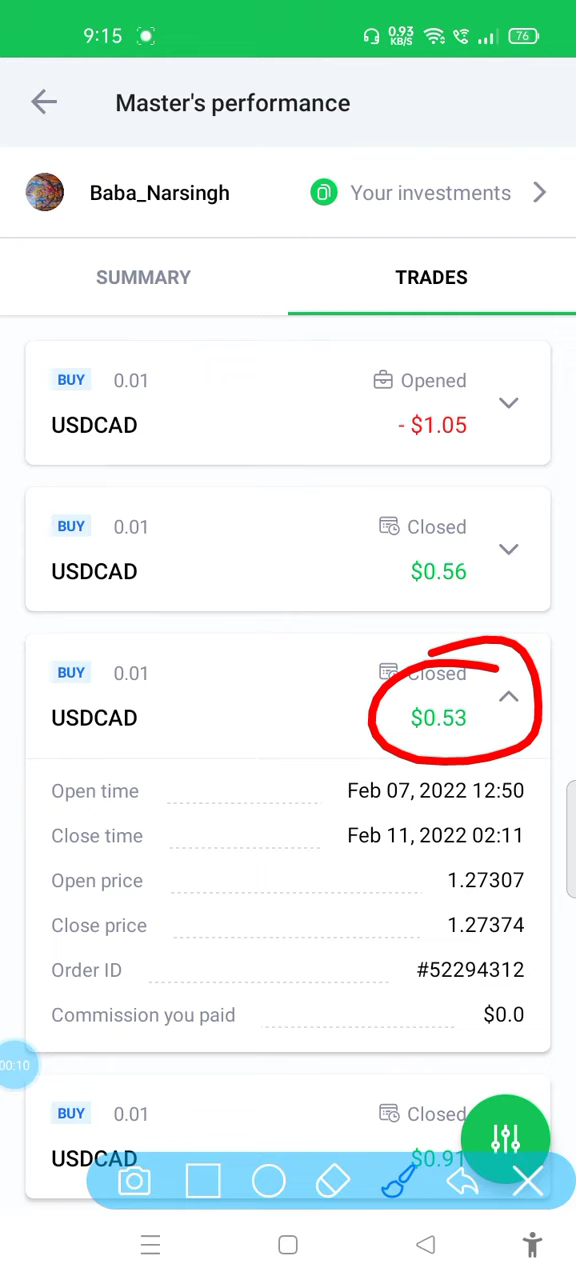 9:15 0.93 KB/S 76
Master's performance
Baba_Narsingh Your investments
SUMMARY TRADES
BUY 0.01 Opened
USDCAD - $1.05
BUY 0.01 Closed
USDCAD $0.56
BUY 0.01 Closed
USDCAD $0.53
Open time Feb 07, 2022 12:50
Close time Feb 11, 2022 02:11
Open price 1.27307
Close price 1.27374
Order ID #52294312
Commission you paid $0.0
00:10
BUY 0.01 Closed
USDCAD $0.91